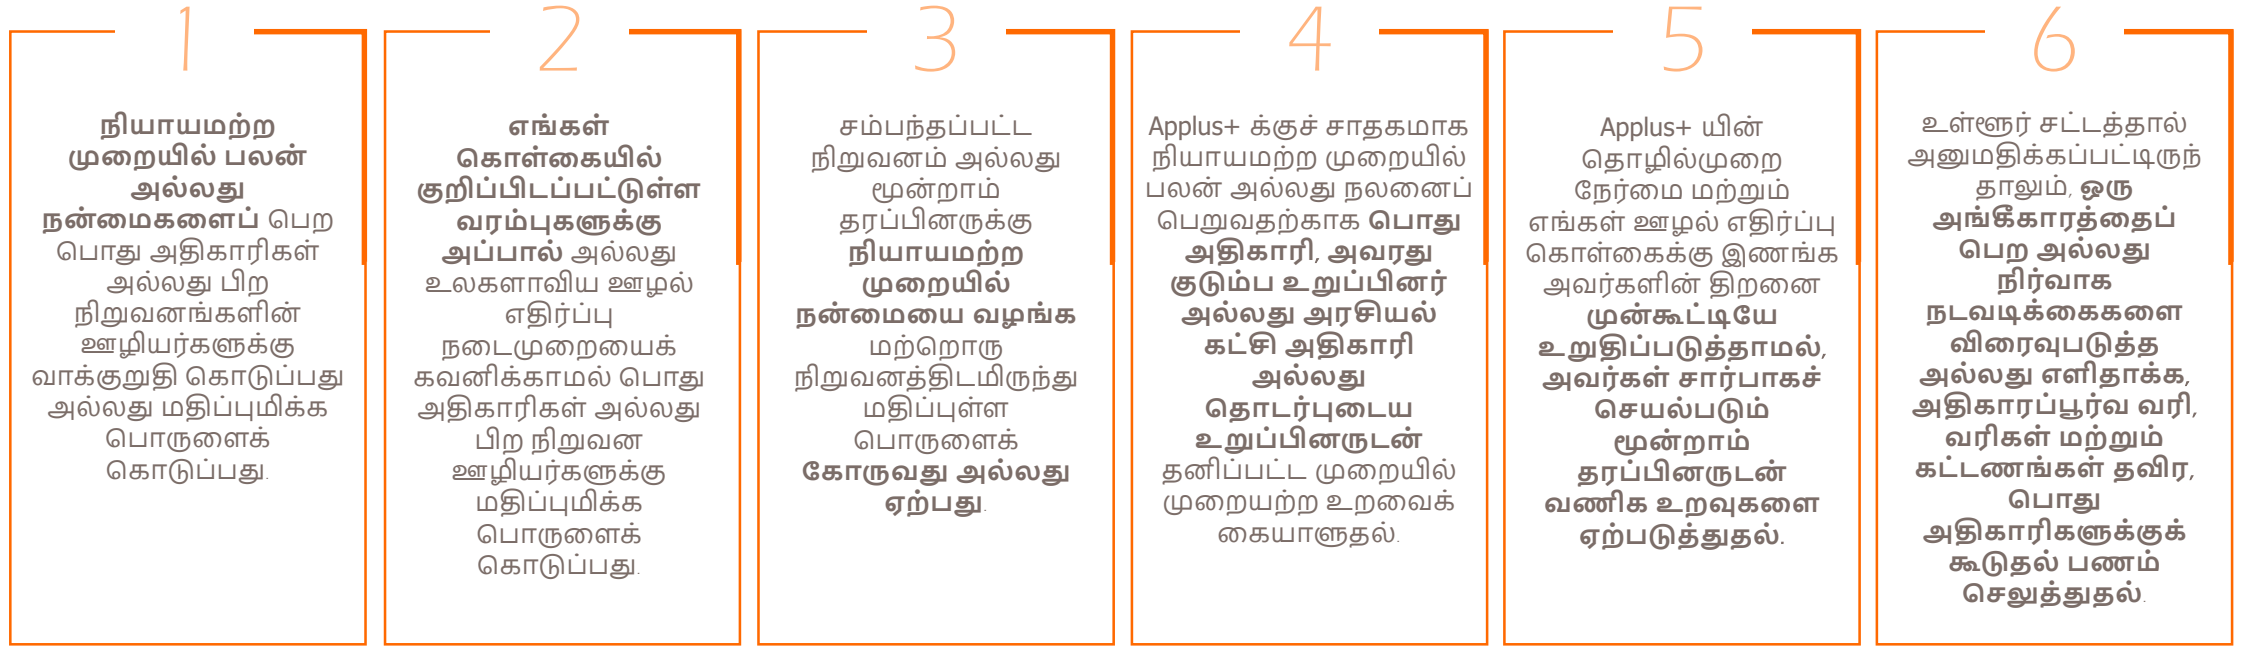 1
நியாயமற்ற
முறையில் பலன்
அல்லது
நன்மைகளைப் பெற
பொது அதிகாரிகள்
அல்லது பிற
நிறுவனங்களின்
ஊழியர்களுக்கு
வாக்குறுதி கொடுப்பது
அல்லது மதிப்புமிக்க
பொருளைக்
கொடுப்பது.
2
எங்கள்
கொள்கையில்
குறிப்பிடப்பட்டுள்ள
வரம்புகளுக்கு
அப்பால் அல்லது
உலகளாவிய ஊழல்
எதிர்ப்பு
நடைமுறையைக்
கவனிக்காமல் பொது
அதிகாரிகள் அல்லது
பிற நிறுவன
ஊழியர்களுக்கு
மதிப்புமிக்க
பொருளைக்
கொடுப்பது.
3
சம்பந்தப்பட்ட
நிறுவனம் அல்லது
மூன்றாம்
தரப்பினருக்கு
நியாயமற்ற
முறையில்
நன்மையை வழங்க
மற்றொரு
நிறுவனத்திடமிருந்து
மதிப்புள்ள
பொருளைக்
கோருவது அல்லது
ஏற்பது.
4
Applus+ க்குச் சாதகமாக
நியாயமற்ற முறையில்
பலன் அல்லது நலனைப்
பெறுவதற்காக பொது
அதிகாரி, அவரது
குடும்ப உறுப்பினர்
அல்லது அரசியல்
கட்சி அதிகாரி
அல்லது
தொடர்புடைய
உறுப்பினருடன்
தனிப்பட்ட முறையில்
முறையற்ற உறவைக்
கையாளுதல்.
5
Applus+ யின்
தொழில்முறை
நேர்மை மற்றும்
எங்கள் ஊழல் எதிர்ப்பு
கொள்கைக்கு இணங்க
அவர்களின் திறனை
முன்கூட்டியே
உறுதிப்படுத்தாமல்,
அவர்கள் சார்பாகச்
செயல்படும்
மூன்றாம்
தரப்பினருடன்
வணிக உறவுகளை
ஏற்படுத்துதல்.
6
உள்ளூர் சட்டத்தால்
அனுமதிக்கப்பட்டிருந்
தாலும், ஒரு
அங்கீகாரத்தைப்
பெற அல்லது
நிர்வாக
நடவடிக்கைகளை
விரைவுபடுத்த
அல்லது எளிதாக்க,
அதிகாரப்பூர்வ வரி,
வரிகள் மற்றும்
கட்டணங்கள் தவிர,
பொது
அதிகாரிகளுக்குக்
கூடுதல் பணம்
செலுத்துதல்.